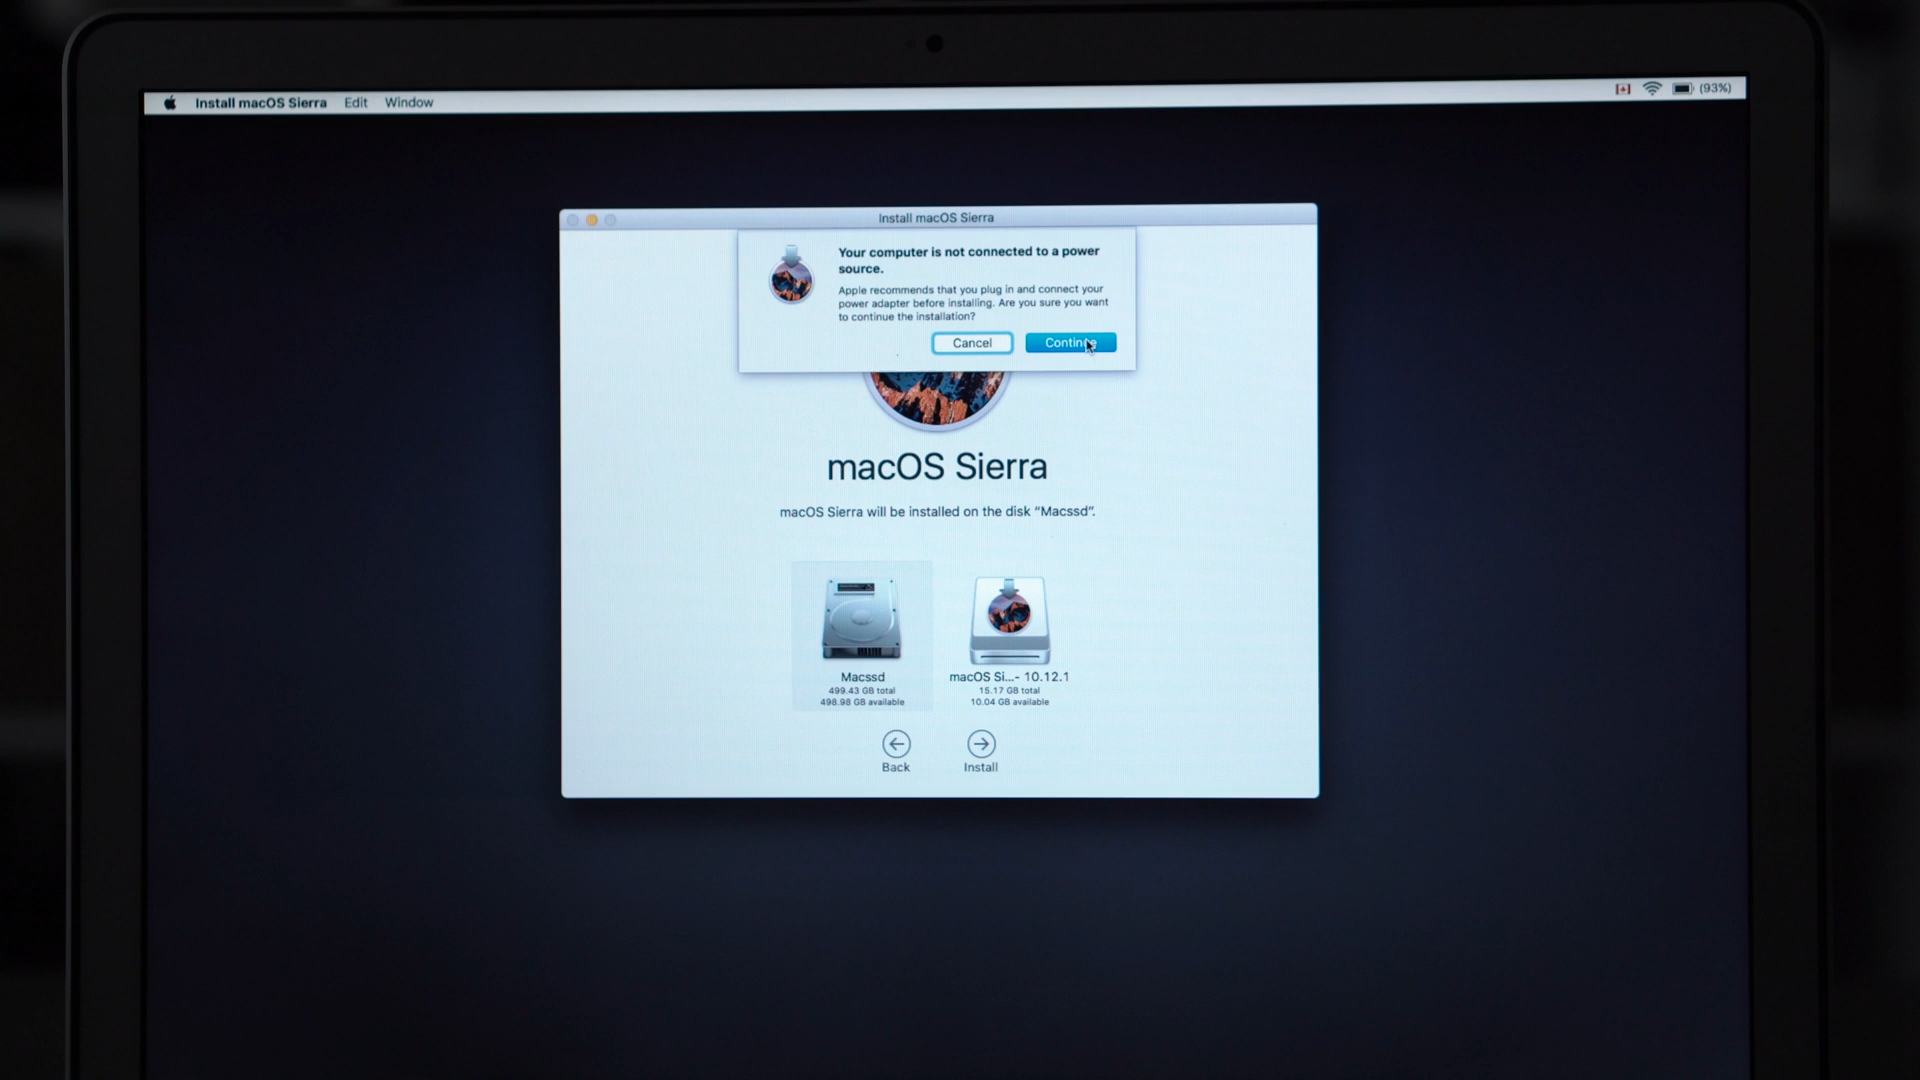 Install macOS Sierra Edit Window (93%)
Install macOS Sierra
Your computer is not connected to a power
source.
Apple recommends that you plug in and connect your
power adapter before installing. Are you sure you want
to continue the installation?
Cancel Continue
macOS Sierra
macOS Sierra will be installed on the disk “Macssd”.
Macssd
499.43 GB total
498.98 GB available
macOS Si...- 10.12.1
15.17 GB total
10.04 GB available
Back Install